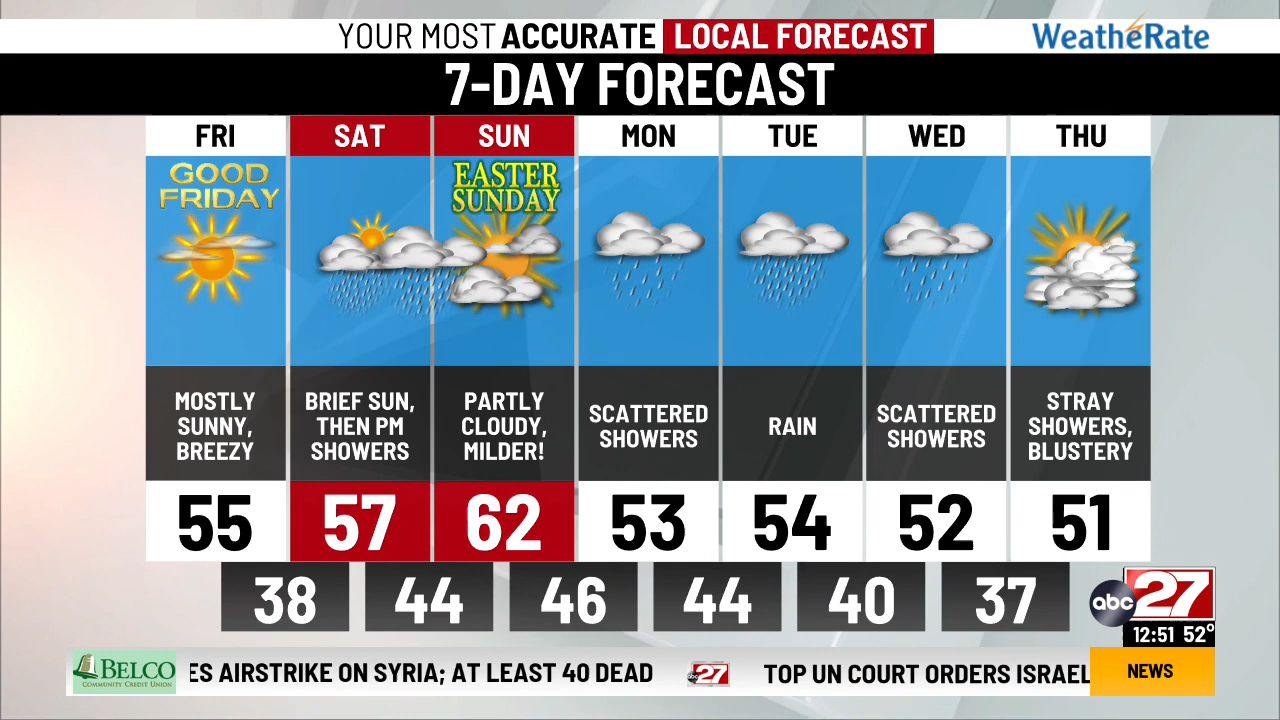 YOUR MOST ACCURATE LOCAL FORECAST
WeatheRate
7-DAY FORECAST
FRI SAT SUN MON TUE WED THU
GOOD
FRIDAY
EASTER
SUNDAY
MOSTLY
SUNNY,
BREEZY
BRIEF SUN,
THEN PM
SHOWERS
PARTLY
CLOUDY,
MILDER!
SCATTERED
SHOWERS
RAIN
SCATTERED
SHOWERS
STRAY
SHOWERS,
BLUSTERY
55 57 62 53 54 52 51
38 44 46 44 40 37
abc 27
12:51 52°
BELCO
COMMUNITY CREDIT UNION
ES AIRSTRIKE ON SYRIA; AT LEAST 40 DEAD abc 27 TOP UN COURT ORDERS ISRAEL
NEWS